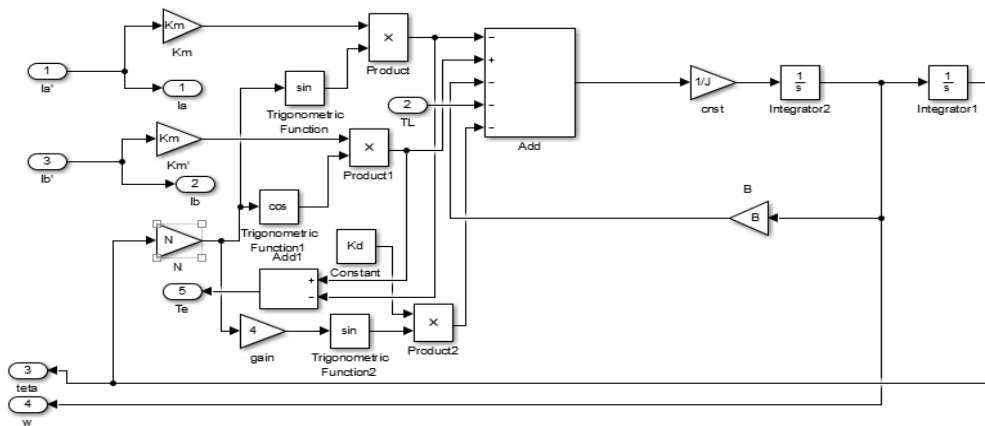 Km
Km
×
Product
1
Ia'
1
Ia
sin
Trigonometric
Function
2
TL
−
+
−
−
−
Add
1/J
cnst
1
s
Integrator2
1
s
Integrator1
3
Ib'
Km
Km'
2
Ib
×
Product1
cos
Trigonometric
Function1
B
B
N
N
Kd
Constant
Add1
+
−
5
Te
4
gain
sin
Trigonometric
Function2
×
Product2
3
teta
4
w